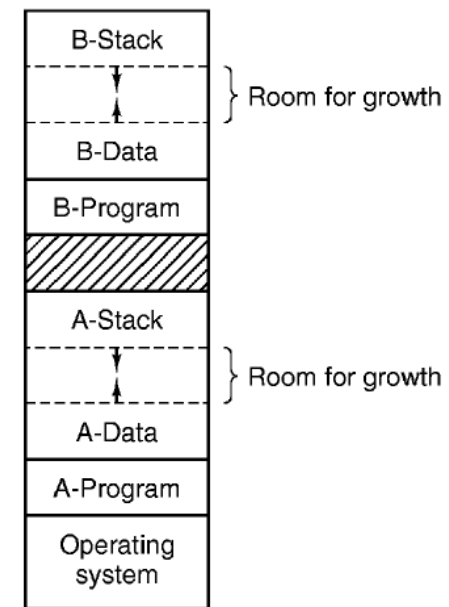 B-Stack
Room for growth
B-Data
B-Program
A-Stack
Room for growth
A-Data
A-Program
Operating
system